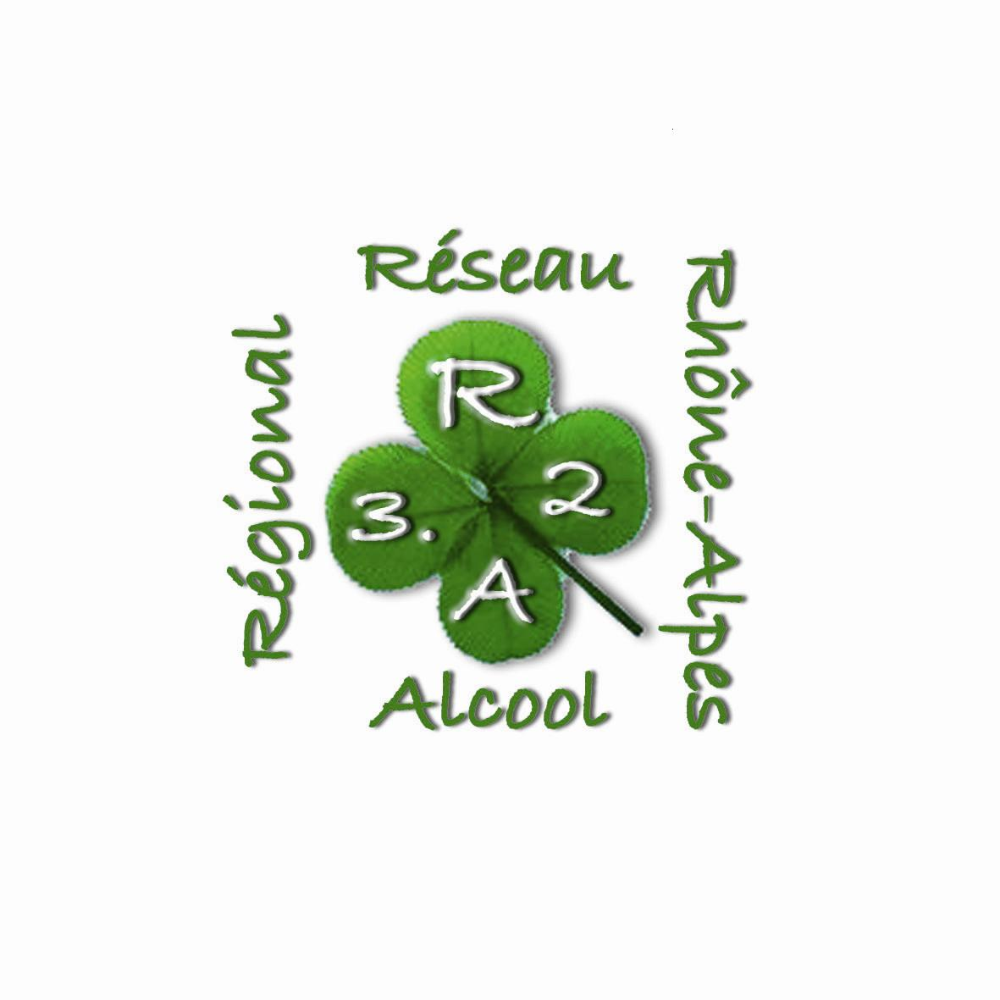 Réseau
Régional
Alcool
Rhône-Alpes
R
3.
2
A